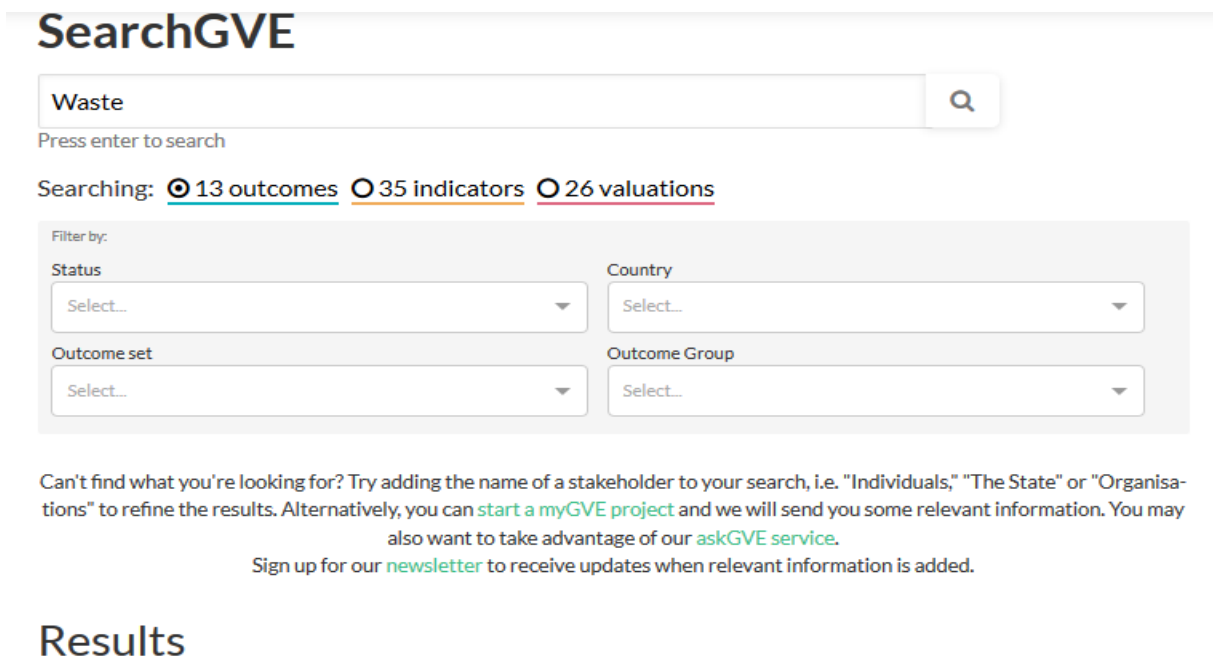 SearchGVE
Waste
Press enter to search
Searching: 13 outcomes 35 indicators 26 valuations
Filter by:
Status Country
Select... Select...
Outcome set Outcome Group
Select... Select...
Can't find what you're looking for? Try adding the name of a stakeholder to your search, i.e. "Individuals," "The State" or "Organisa-
tions" to refine the results. Alternatively, you can start a myGVE project and we will send you some relevant information. You may
also want to take advantage of our askGVE service.
Sign up for our newsletter to receive updates when relevant information is added.
Results